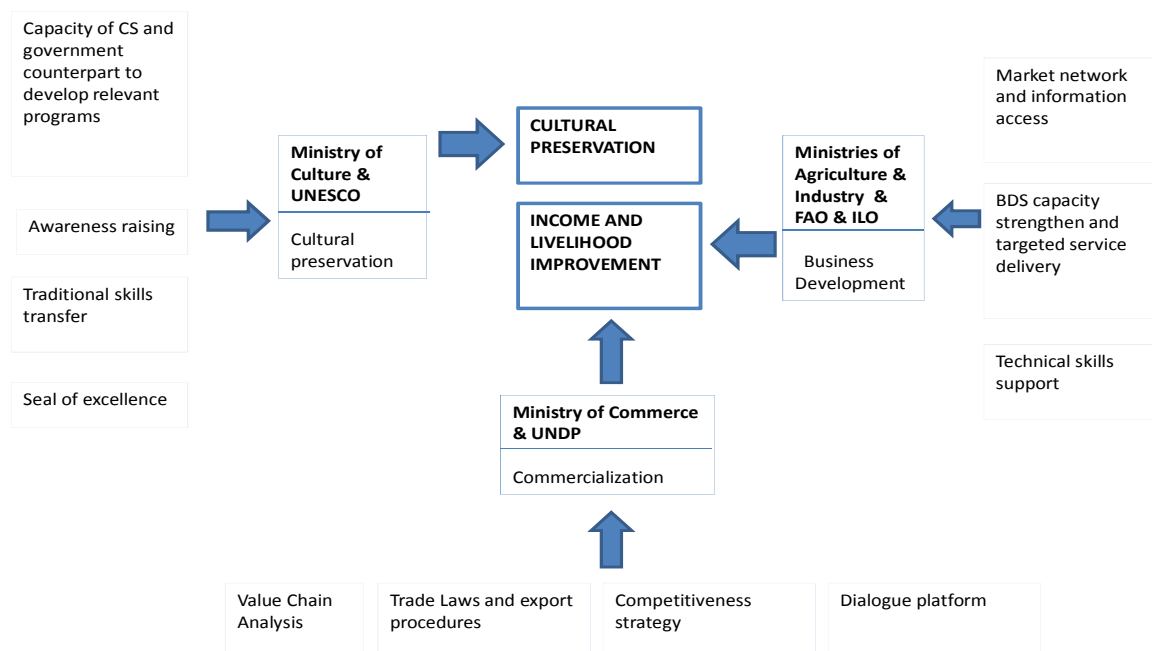 Capacity of CS and
government
counterpart to
develop relevant
programs
Awareness raising
Traditional skills
transfer
Seal of excellence
Ministry of
Culture &
UNESCO
Cultural
preservation
CULTURAL
PRESERVATION
INCOME AND
LIVELIHOOD
IMPROVEMENT
Ministries of
Agriculture &
Industry & 
FAO & ILO
Business
Development
Market network
and information
access
BDS capacity
strengthen and
targeted service
delivery
Technical skills
support
Ministry of Commerce
& UNDP
Commercialization
Value Chain
Analysis
Trade Laws and export
procedures
Competitiveness
strategy
Dialogue platform